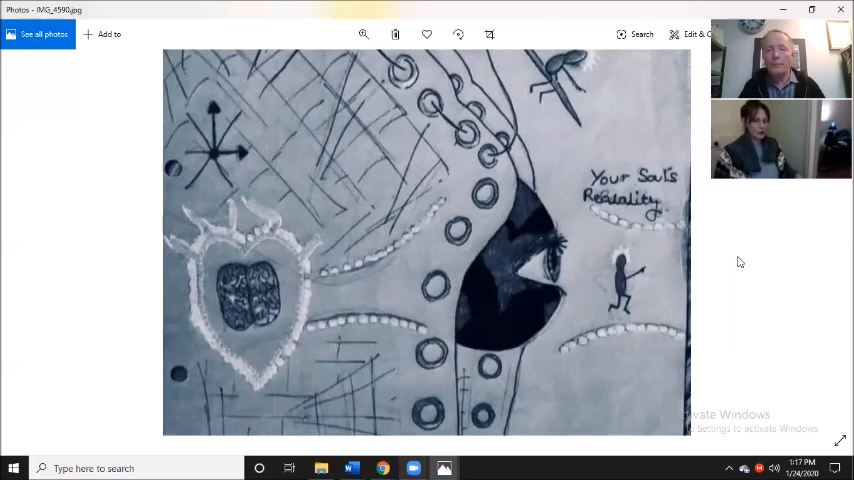 Photos - IMG_4590.jpg
See all photos
Add to
Search
Edit & C
Your Soul's
Reality
vate Windows
Settings to activate Windows.
Type here to search
1:17 PM
1/24/2020